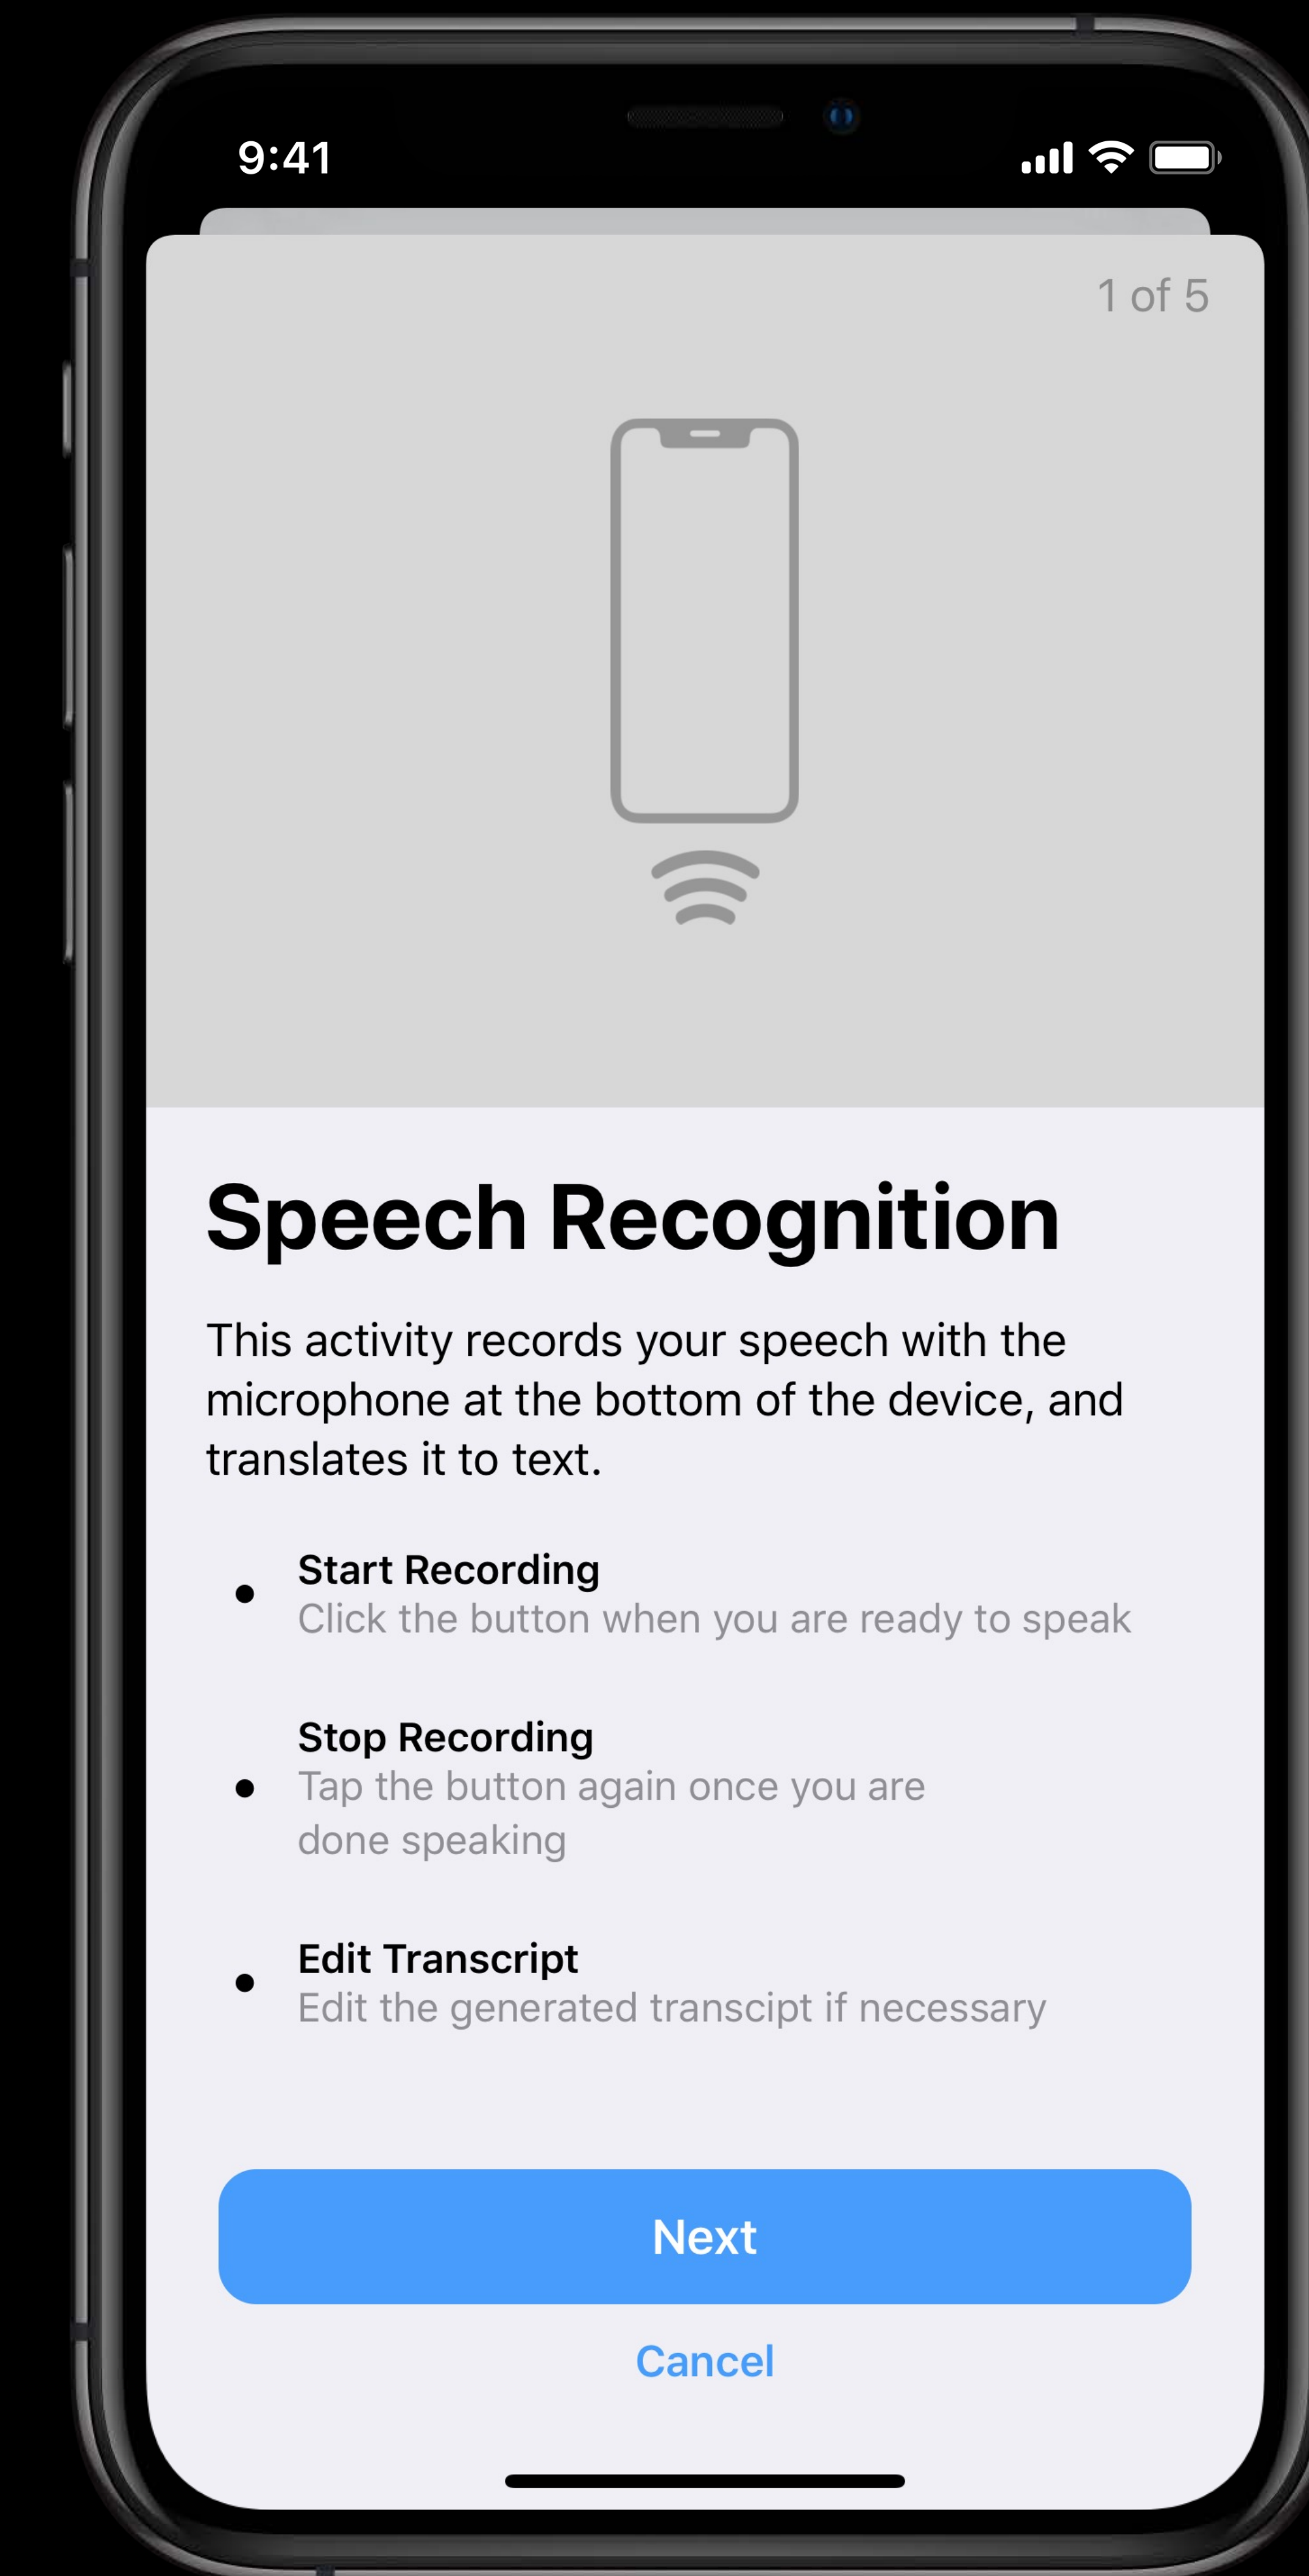 9:41
1 of 5
Speech Recognition
This activity records your speech with the
microphone at the bottom of the device, and
translates it to text.
Start Recording
Click the button when you are ready to speak
Stop Recording
Tap the button again once you are
done speaking
Edit Transcript
Edit the generated transcipt if necessary
Next
Cancel